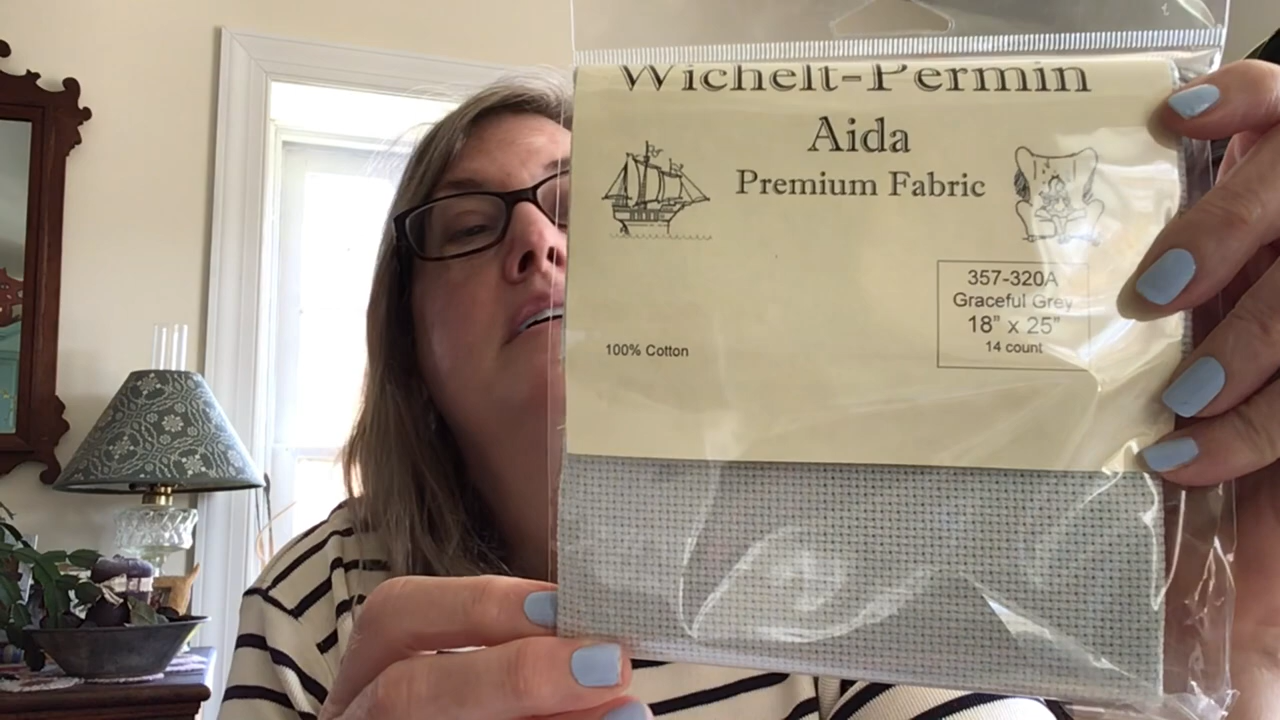 Wichelt-Permin
Aida
Premium Fabric
357-320A
Graceful Grey
18" x 25"
14 count
100% Cotton